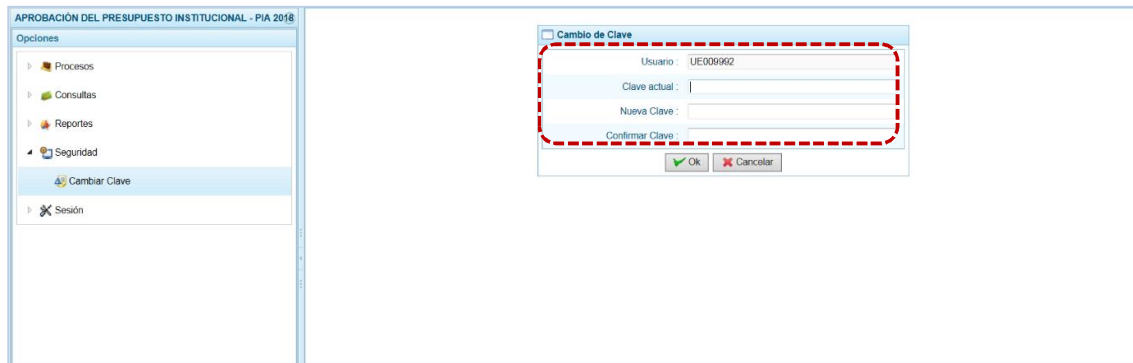 APROBACIÓN DEL PRESUPUESTO INSTITUCIONAL - PIA 2018
Opciones
Procesos
Consultas
Reportes
Seguridad
Cambiar Clave
Sesión
Cambio de Clave
Usuario : UE009992
Clave actual :
Nueva Clave :
Confirmar Clave :
Ok Cancelar